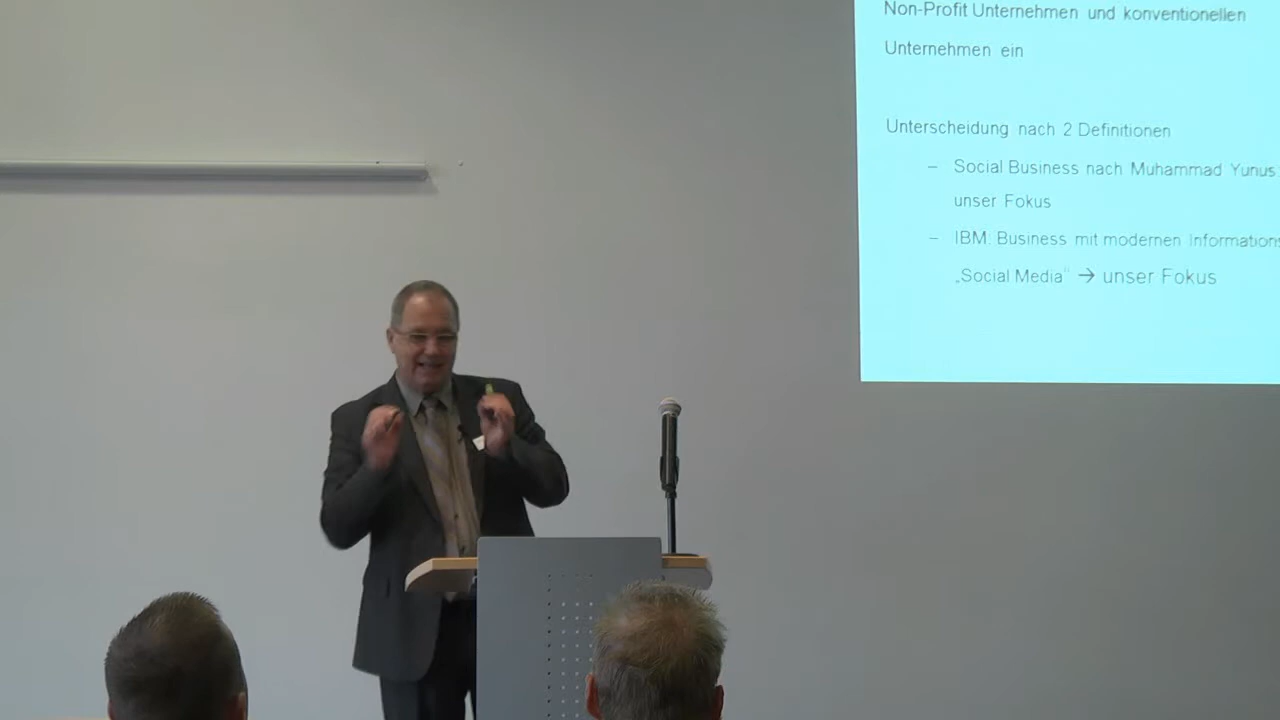 Non-Profit Unternehmen und konventionellen
Unternehmen ein
Unterscheidung nach 2 Definitionen
– Social Business nach Muhammad Yunus:
unser Fokus
– IBM: Business mit modernen Informations
„Social Media“ → unser Fokus